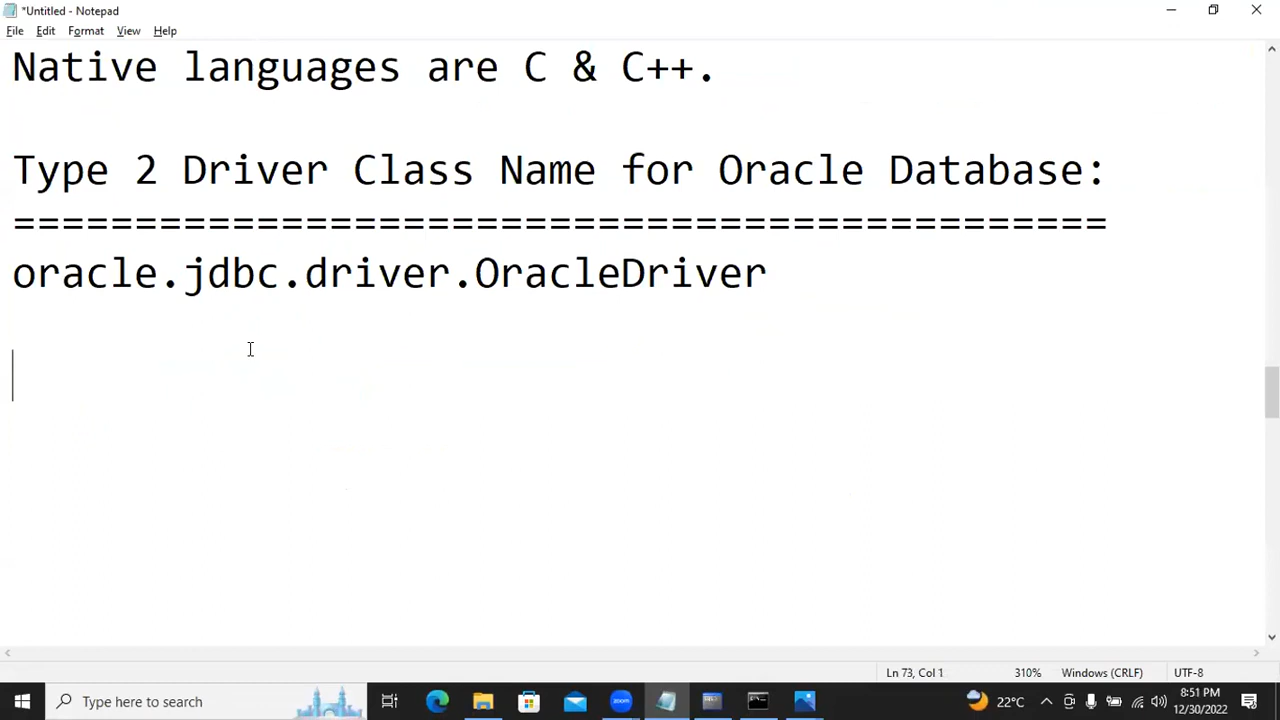 *Untitled - Notepad
File Edit Format View Help
Native languages are C & C++.
Type 2 Driver Class Name for Oracle Database:
=============================================
oracle.jdbc.driver.OracleDriver
Ln 73, Col 1 310% Windows (CRLF) UTF-8
Type here to search
zoom
22°C
8:51 PM
12/30/2022